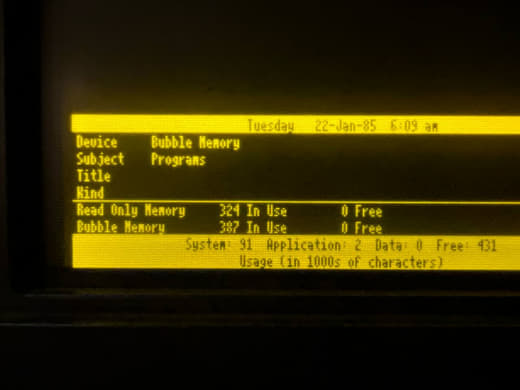 Tuesday 22-Jan-85 6:09 am
Device Bubble Memory
Subject Programs
Title
Kind
Read Only Memory 324 In Use 0 Free
Bubble Memory 387 In Use 0 Free
System: 91 Application: 2 Data: 0 Free: 431
Usage (in 1000s of characters)